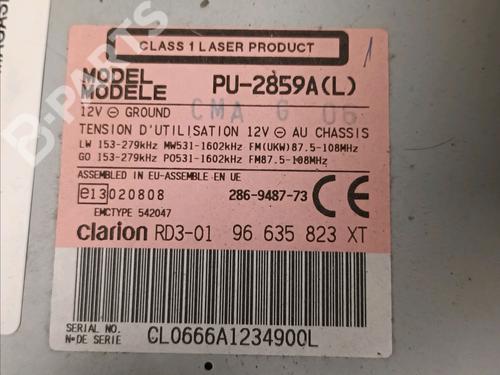 CLASS 1 LASER PRODUCT
MODEL
MODÈLE
PU-2859A(L)
CMA 6 06
12V ⊖ GROUND
TENSION D'UTILISATION 12V ⊖ AU CHASSIS
LW 153-279kHz MW531-1602kHz FM(UKW)87.5-108MHz
GO 153-279kHz PO531-1602kHz FM87.5-108MHz
ASSEMBLED IN EU-ASSEMBLE EN UE
e13 020808
286-9487-73 CE
EMCTYPE 542047
clarion RD3-01 96 635 823 XT
SERIAL NO.
Nº DE SERIE
CL0666A1234900L
B-PARTS